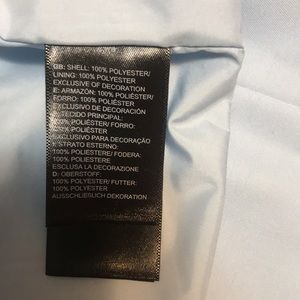 GB: SHELL: 100% POLYESTER/
LINING: 100% POLYESTER
EXCLUSIVE OF DECORATION
E: ARMAZÓN: 100% POLIÉSTER/
FORRO: 100% POLIÉSTER
EXCLUSIVO DE DECORACIÓN
P: TECIDO PRINCIPAL:
100% POLIÉSTER/ FORRO:
100% POLIÉSTER
EXCLUSIVO PARA DECORAÇÃO
I: STRATO ESTERNO:
100% POLIESTERE/ FODERA:
100% POLIESTERE
ESCLUSA LA DECORAZIONE
D: OBERSTOFF:
100% POLYESTER/ FUTTER:
100% POLYESTER
AUSSCHLIEßLICH DEKORATION